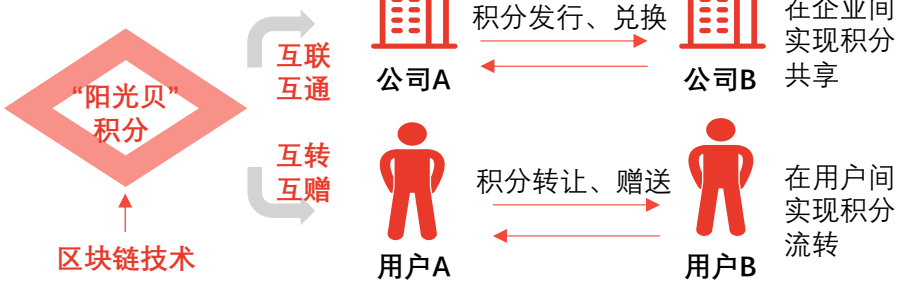 “阳光贝”
积分
区块链技术
互联
互通
互转
互赠
积分发行、兑换
公司A
公司B
在企业间
实现积分
共享
积分转让、赠送
用户A
用户B
在用户间
实现积分
流转